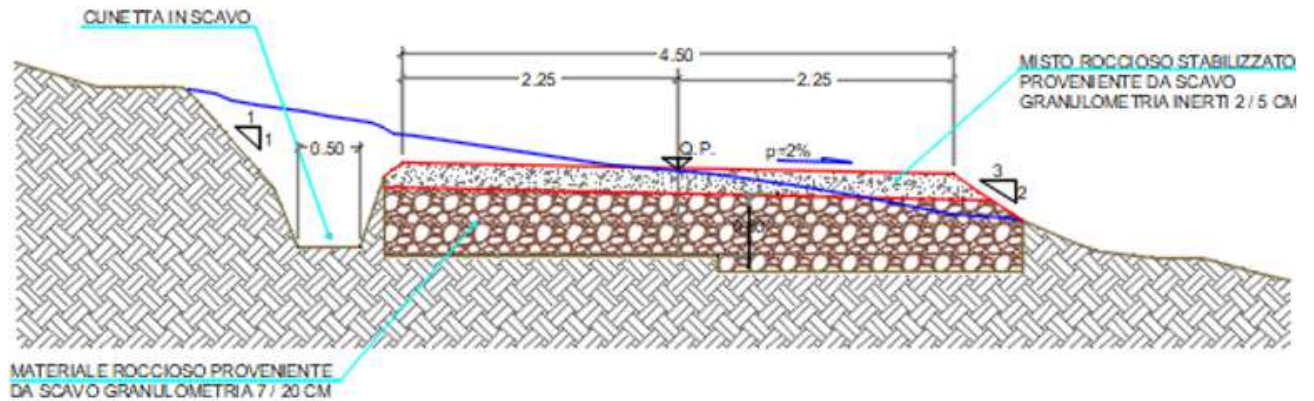 CUNETTA IN SCAVO
4.50
2.25
2.25
MISTO ROCCIOSO STABILIZZATO
PROVENIENTE DA SCAVO
GRANULOMETRIA INERTI 2 / 5 CM
1
1
0.50
Q.P.
p=2%
3
2
MATERIALE ROCCIOSO PROVENIENTE
DA SCAVO GRANULOMETRIA 7 / 20 CM